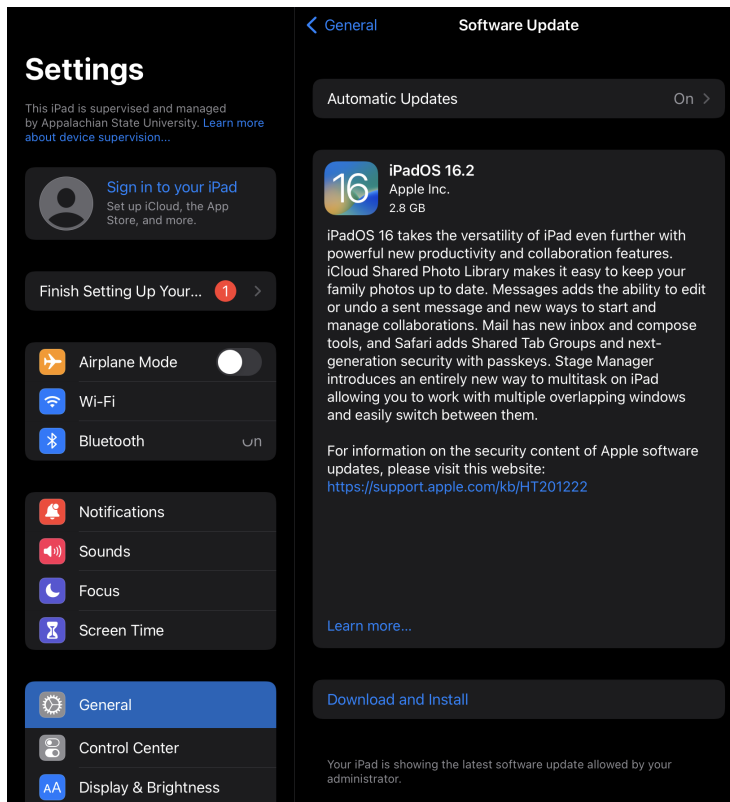 Settings
This iPad is supervised and managed
by Appalachian State University. Learn more
about device supervision...
Sign in to your iPad
Set up iCloud, the App
Store, and more.
Finish Setting Up Your... 1
Airplane Mode
Wi-Fi
Bluetooth On
Notifications
Sounds
Focus
Screen Time
General
Control Center
AA Display & Brightness
General
Software Update
Automatic Updates On
16
iPadOS 16.2
Apple Inc.
2.8 GB
iPadOS 16 takes the versatility of iPad even further with
powerful new productivity and collaboration features.
iCloud Shared Photo Library makes it easy to keep your
family photos up to date. Messages adds the ability to edit
or undo a sent message and new ways to start and
manage collaborations. Mail has new inbox and compose
tools, and Safari adds Shared Tab Groups and next-
generation security with passkeys. Stage Manager
introduces an entirely new way to multitask on iPad
allowing you to work with multiple overlapping windows
and easily switch between them.
For information on the security content of Apple software
updates, please visit this website:
https://support.apple.com/kb/HT201222
Learn more...
Download and Install
Your iPad is showing the latest software update allowed by your
administrator.